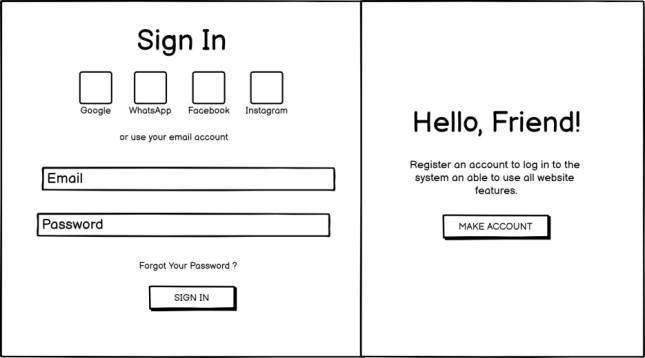 Sign In
Google WhatsApp Facebook Instagram
or use your email account
Email
Password
Forgot Your Password ?
SIGN IN
Hello, Friend!
Register an account to log in to the
system an able to use all website
features.
MAKE ACCOUNT